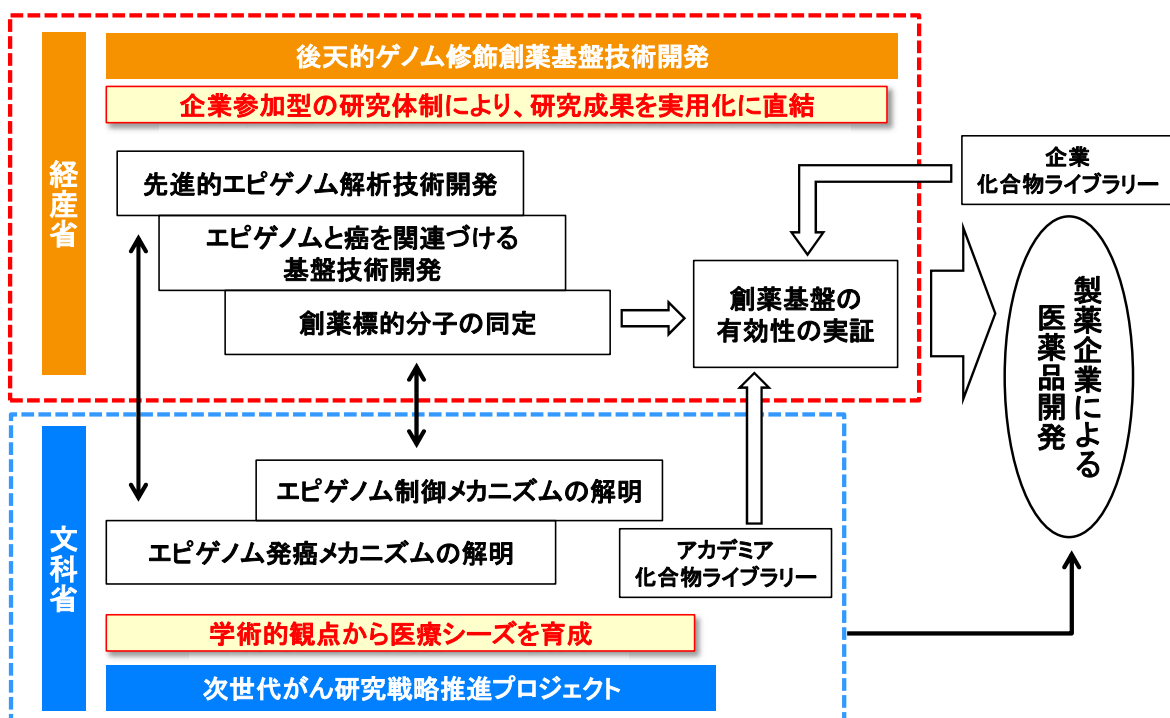 経産省
後天的ゲノム修飾創薬基盤技術開発
企業参加型の研究体制により、研究成果を実用化に直結
先進的エピゲノム解析技術開発
エピゲノムと癌を関連づける
基盤技術開発
創薬標的分子の同定
創薬基盤の
有効性の実証
企業
化合物ライブラリー
製薬企業による
医薬品開発
文科省
エピゲノム制御メカニズムの解明
エピゲノム発癌メカニズムの解明
アカデミア
化合物ライブラリー
学術的観点から医療シーズを育成
次世代がん研究戦略推進プロジェクト